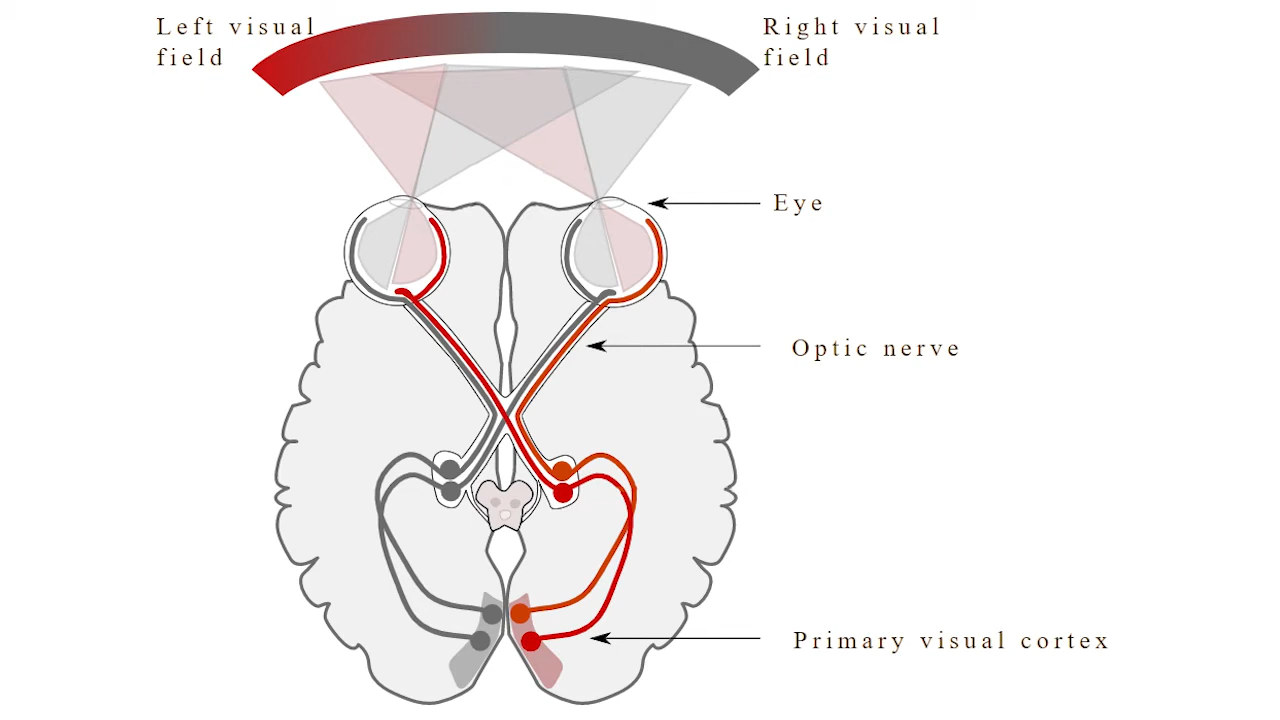 Left visual
field
Right visual
field
Eye
Optic nerve
Primary visual cortex